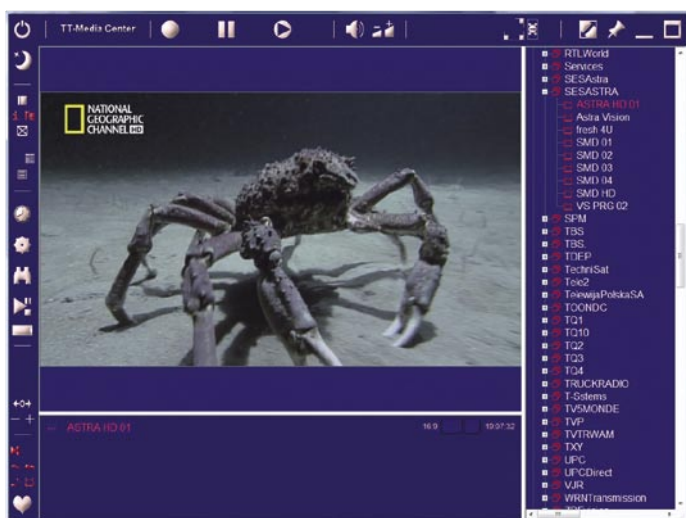 TT-Media Center
NATIONAL
GEOGRAPHIC
CHANNEL HD
ASTRA HD 01
16:9
19:07:32
RTLWorld
Services
SESAstra
SESASTRA
ASTRA HD 01
Astra Vision
fresh 4U
SMD 01
SMD 02
SMD 03
SMD 04
SMD HD
VS PRG 02
SPM
TBS
TBS.
TDEP
TechniSat
Tele2
TelewijaPolskaSA
TOONDC
TQ1
TQ10
TQ2
TQ3
TQ4
TRUCKRADIO
T-Sstems
TV5MONDE
TVP
TVTRWAM
TXY
UPC
UPCDirect
VJR
WRNTransmission